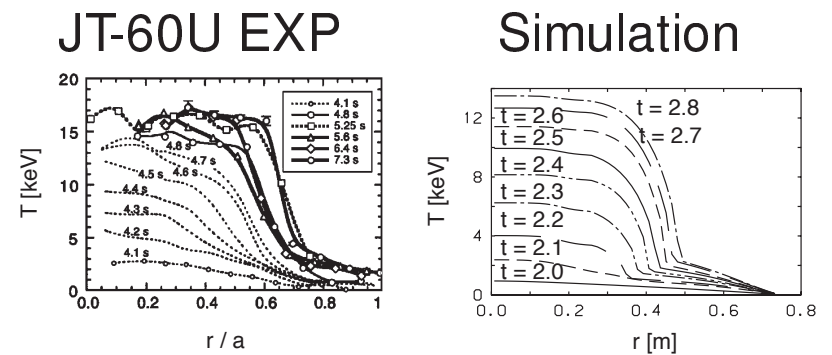 JT-60U EXP
Simulation
20
15
10
5
0
T [keV]
0.0 0.2 0.4 0.6 0.8 1
r / a
4.1 s
4.8 s
5.25 s
5.6 s
6.4 s
7.3 s
4.8 s
4.7 s
4.6 s
4.5 s
4.4 s
4.3 s
4.2 s
4.1 s
12
8
4
0
T [keV]
0.0 0.2 0.4 0.6 0.8
r [m]
t = 2.8
t = 2.7
t = 2.6
t = 2.5
t = 2.4
t = 2.3
t = 2.2
t = 2.1
t = 2.0